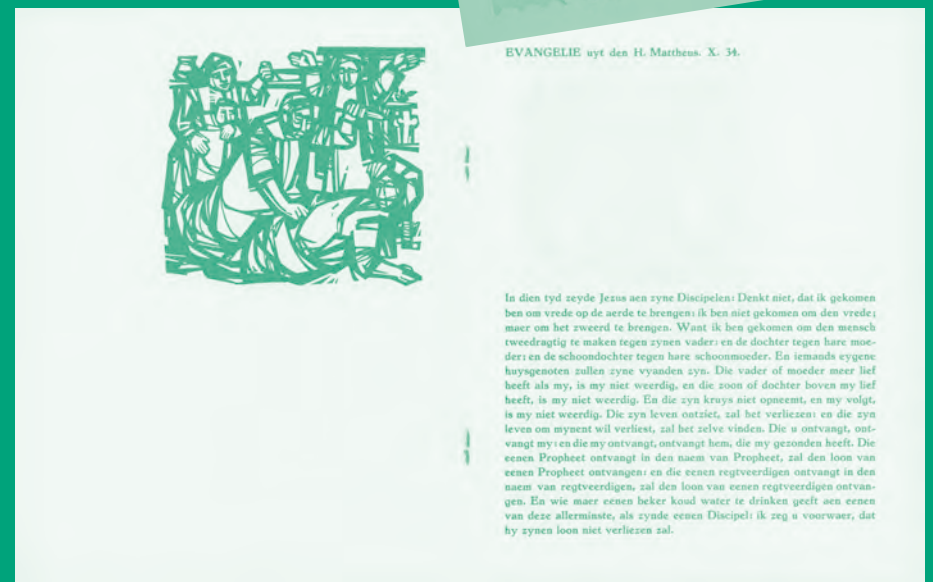 EVANGELIE uyt den H. Mattheus. X. 34.
In dien tyd zeyde Jezus aen zyne Discipelen: Denkt niet, dat ik gekomen
ben om vrede op de aerde te brengen: ik ben niet gekomen om den vrede;
maer om het zweerd te brengen. Want ik ben gekomen om den mensch
tweedragtig te maken tegen zynen vader: en de dochter tegen hare moe-
der: en de schoondochter tegen hare schoonmoeder. En iemands eygene
huysgenoten zullen zyne vyanden zyn. Die vader of moeder meer lief
heeft als my, is my niet weerdig, en die zoon of dochter boven my lief
heeft, is my niet weerdig. En die zyn kruys niet opneemt, en my volgt,
is my niet weerdig. Die zyn leven ontziet, zal het verliezen: en die zyn
leven om mynent wil verliest, zal het zelve vinden. Die u ontvangt, ont-
vangt my: en die my ontvangt, ontvangt hem, die my gezonden heeft. Die
eenen Propheet ontvangt in den naem van Propheet, zal den loon van
eenen Propheet ontvangen: en die eenen regtveerdigen ontvangt in den
naem van regtveerdigen, zal den loon van eenen regtveerdigen ontvan-
gen. En wie maer eenen beker koud water te drinken geeft aen eenen
van deze allerminste, als zynde eenen Discipel: ik zeg u voorwaer, dat
hy zynen loon niet verliezen zal.